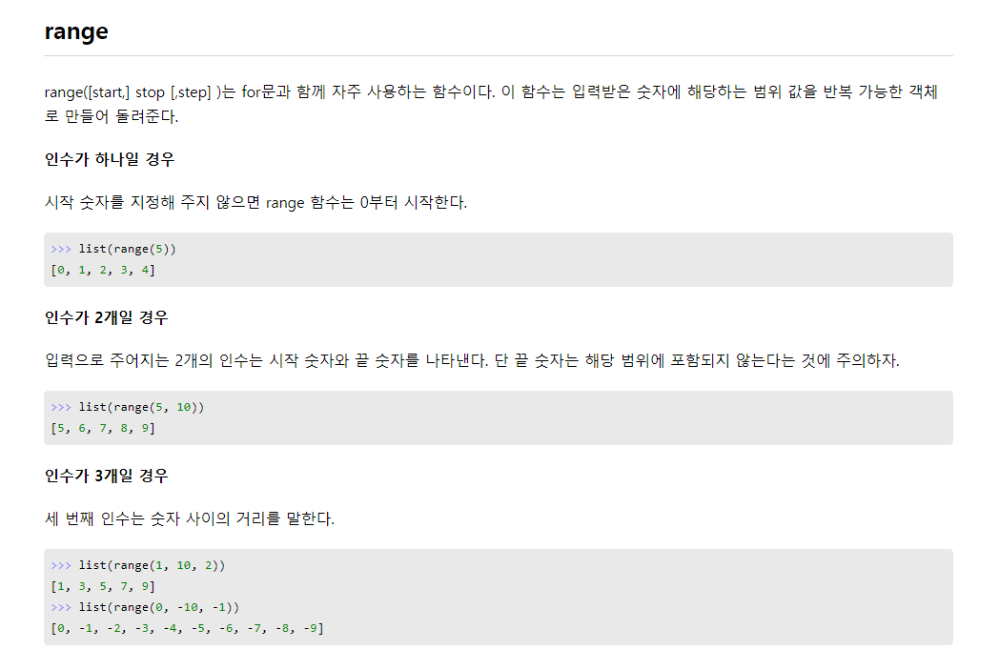 range
range([start,] stop [,step] )는 for문과 함께 자주 사용하는 함수이다. 이 함수는 입력받은 숫자에 해당하는 범위 값을 반복 가능한 객체
로 만들어 돌려준다.
인수가 하나일 경우
시작 숫자를 지정해 주지 않으면 range 함수는 0부터 시작한다.
>>> list(range(5))
[0, 1, 2, 3, 4]
인수가 2개일 경우
입력으로 주어지는 2개의 인수는 시작 숫자와 끝 숫자를 나타낸다. 단 끝 숫자는 해당 범위에 포함되지 않는다는 것에 주의하자.
>>> list(range(5, 10))
[5, 6, 7, 8, 9]
인수가 3개일 경우
세 번째 인수는 숫자 사이의 거리를 말한다.
>>> list(range(1, 10, 2))
[1, 3, 5, 7, 9]
>>> list(range(0, -10, -1))
[0, -1, -2, -3, -4, -5, -6, -7, -8, -9]